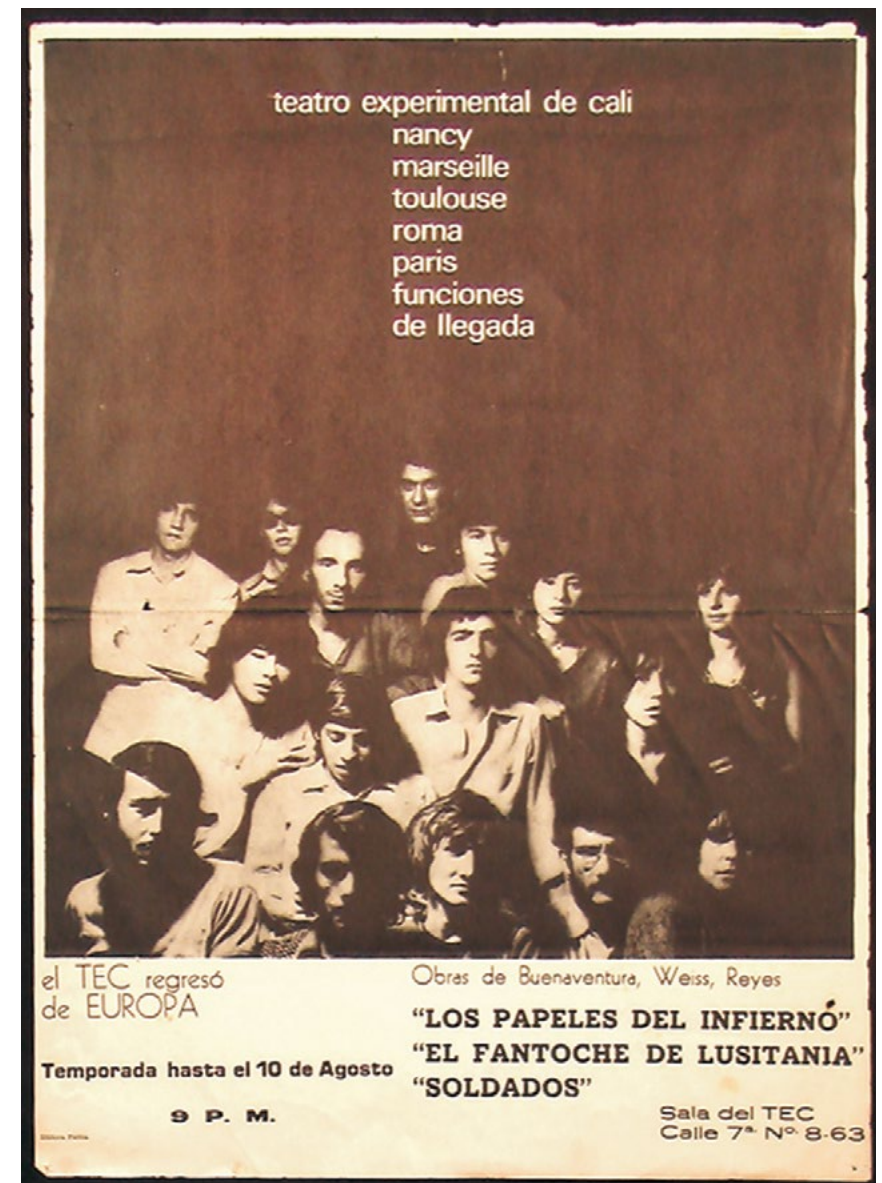 teatro experimental de cali
nancy
marseille
toulouse
roma
paris
funciones
de llegada
el TEC regresó
de EUROPA
Temporada hasta el 10 de Agosto
9 P. M.
Obras de Buenaventura, Weiss, Reyes
“LOS PAPELES DEL INFIERNÓ”
“EL FANTOCHE DE LUSITANIA”
“SOLDADOS”
Sala del TEC
Calle 7ª Nº 8-63